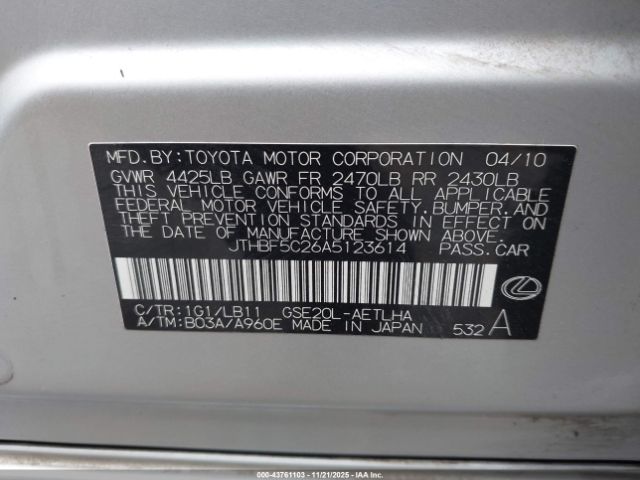 MFD. BY: TOYOTA MOTOR CORPORATION 04/10
GVWR 4425LB GAWR FR 2470LB RR 2430LB
THIS VEHICLE CONFORMS TO ALL APPLICABLE
FEDERAL MOTOR VEHICLE SAFETY, BUMPER, AND
THEFT PREVENTION STANDARDS IN EFFECT ON
THE DATE OF MANUFACTURE SHOWN ABOVE.
JTHBF5C26A5123614 PASS.CAR
C/TR:1G1/LB11 GSE20L-AETLHA
A/TM:B03A/A960E MADE IN JAPAN 532 A
000-43761103 - 11/21/2025 - IAA Inc.